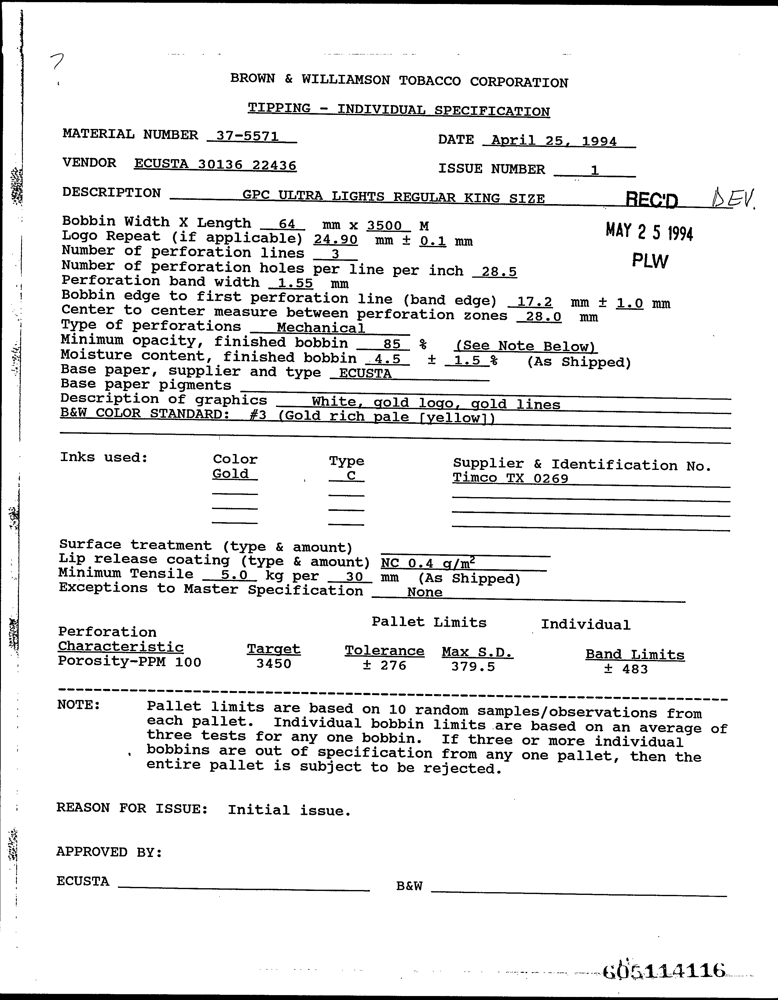 ?
BROWN & WILLIAMSON TOBACCO CORPORATION
TIPPING - INDIVIDUAL SPECIFICATION
MATERIAL NUMBER 37-5571
DATE April 25, 1994
VENDOR ECUSTA 30136 22436
ISSUE NUMBER 1
DESCRIPTION GPC ULTRA LIGHTS REGULAR KING SIZE
REC'D DEV.
MAY 25 1994
PLW
Bobbin Width X Length 64 mm x 3500 M
Logo Repeat (if applicable) 24.90 mm ± 0.1 mm
Number of perforation lines 3
Number of perforation holes per line per inch 28.5
Perforation band width 1.55 mm
Bobbin edge to first perforation line (band edge) 17.2 mm ± 1.0 mm
Center to center measure between perforation zones 28.0 mm
Type of perforations Mechanical
Minimum opacity, finished bobbin 85 % (See Note Below)
Moisture content, finished bobbin 4.5 ± 1.5 % (As Shipped)
Base paper, supplier and type ECUSTA
Base paper pigments
Description of graphics White, gold logo, gold lines
B&W COLOR STANDARD: #3 (Gold rich pale [yellow])
Inks used: Color Type Supplier & Identification No.
Gold C Timco TX 0269
Surface treatment (type & amount)
Lip release coating (type & amount) NC 0.4 g/m²
Minimum Tensile 5.0 kg per 30 mm (As Shipped)
Exceptions to Master Specification None
Pallet Limits Individual
Perforation
Characteristic Target Tolerance Max S.D. Band Limits
Porosity-PPM 100 3450 ± 276 379.5 ± 483
NOTE: Pallet limits are based on 10 random samples/observations from
each pallet. Individual bobbin limits are based on an average of
three tests for any one bobbin. If three or more individual
bobbins are out of specification from any one pallet, then the
entire pallet is subject to be rejected.
REASON FOR ISSUE: Initial issue.
APPROVED BY:
ECUSTA
B&W
605114116